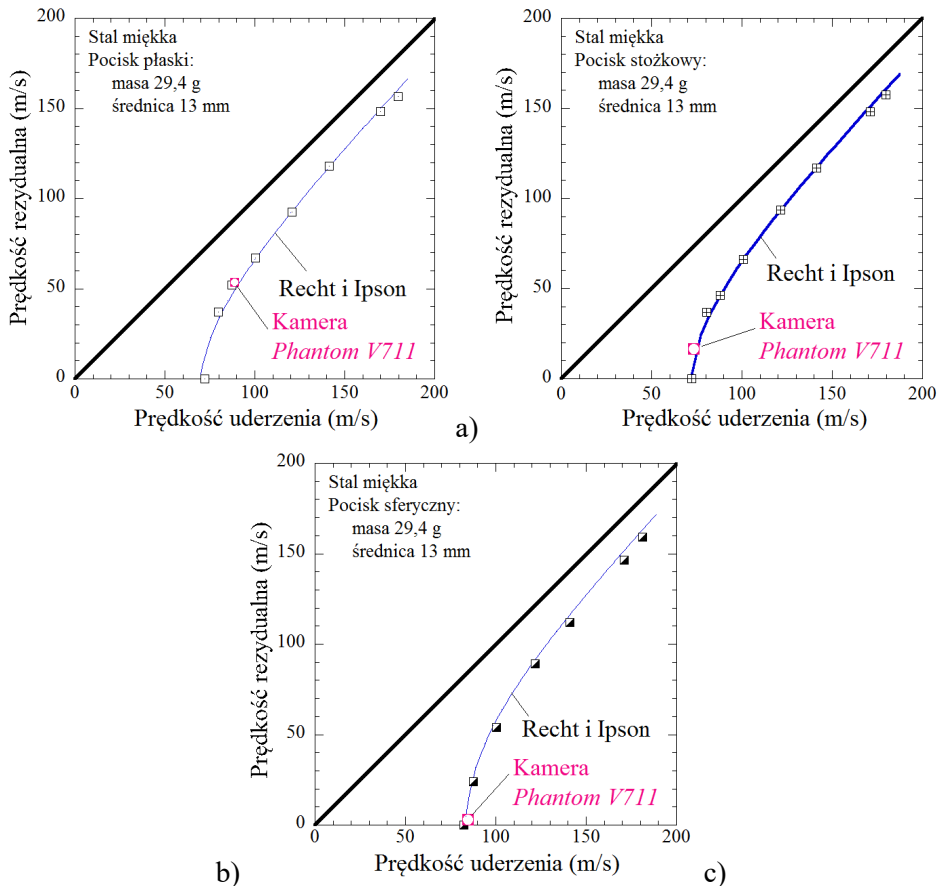 200
150
100
50
0
Prędkość rezydualna (m/s)
Stal miękka
Pocisk płaski:
masa 29,4 g
średnica 13 mm
Recht i Ipson
Kamera
Phantom V711
0
50
100
150
200
Prędkość uderzenia (m/s)
a)
200
150
100
50
0
Prędkość rezydualna (m/s)
Stal miękka
Pocisk stożkowy:
masa 29,4 g
średnica 13 mm
Recht i Ipson
Kamera
Phantom V711
0
50
100
150
200
Prędkość uderzenia (m/s)
200
150
100
50
0
Prędkość rezydualna (m/s)
Stal miękka
Pocisk sferyczny:
masa 29,4 g
średnica 13 mm
Recht i Ipson
Kamera
Phantom V711
0
50
100
150
200
Prędkość uderzenia (m/s)
b)
c)